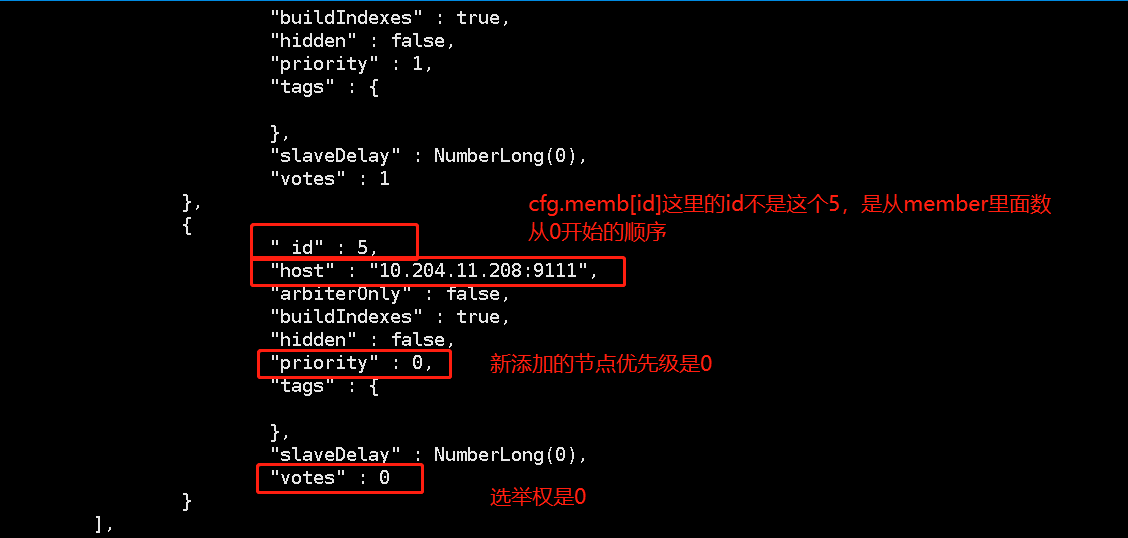 "buildIndexes" : true,
"hidden" : false,
"priority" : 1,
"tags" : {
},
"slaveDelay" : NumberLong(0),
"votes" : 1
},
cfg.memb[id]这里的id不是这个5，是从member里面数
从0开始的顺序
{
"_id" : 5,
"host" : "10.204.11.208:9111",
"arbiterOnly" : false,
"buildIndexes" : true,
"hidden" : false,
"priority" : 0,
新添加的节点优先级是0
"tags" : {
},
"slaveDelay" : NumberLong(0),
"votes" : 0
选举权是0
}
],